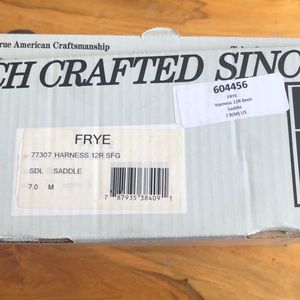 True American Craftsmanship
CH CRAFTED SINC
604456
FRYE
Harness 12R Boot
Saddle
7 B(M) US
FRYE
77307 HARNESS 12R SFG
SDL SADDLE
7.0 M
7 87935 38409 1